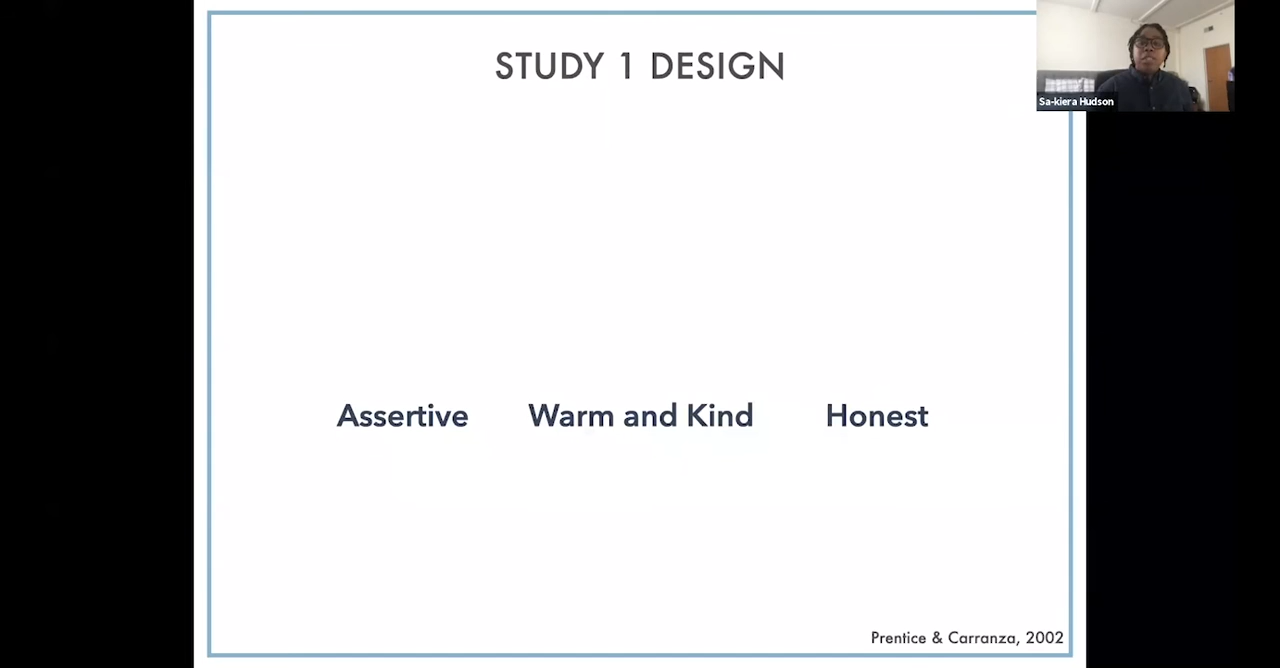 STUDY 1 DESIGN
Sa-kiera Hudson
Assertive Warm and Kind Honest
Prentice & Carranza, 2002